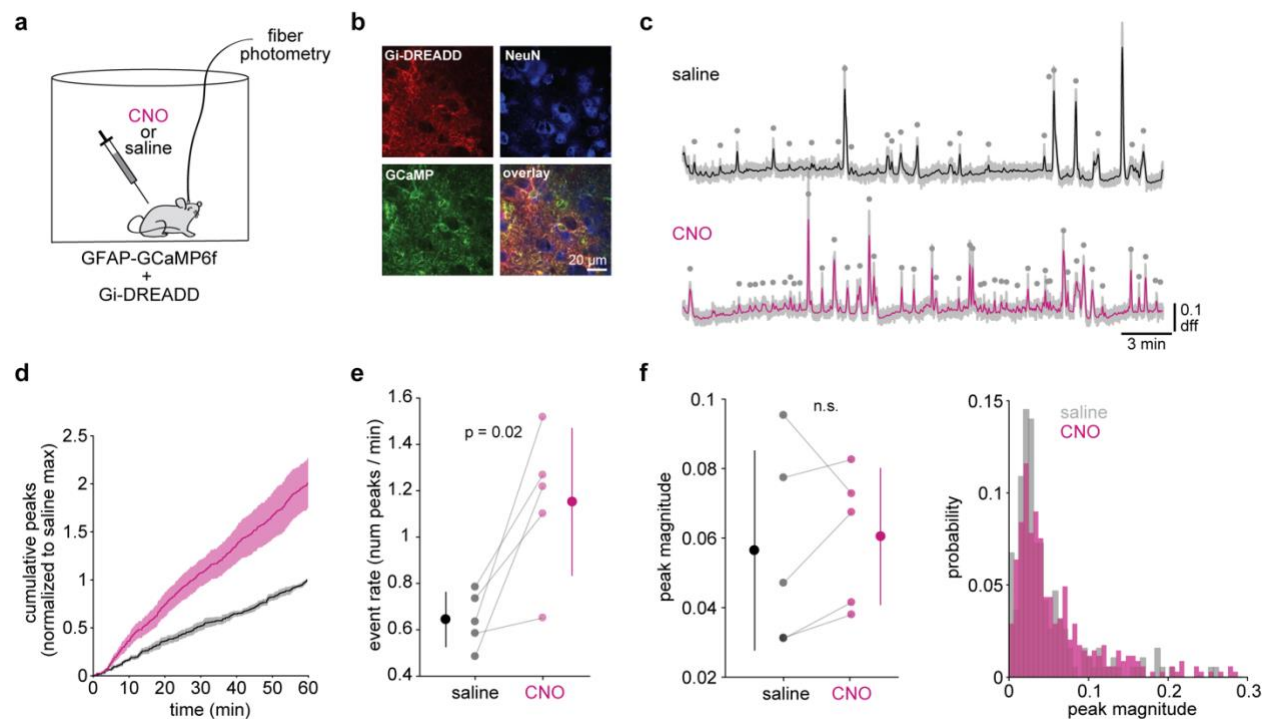 a
fiber
photometry
CNO
or
saline
GFAP-GCaMP6f
+
Gi-DREADD
b
Gi-DREADD
NeuN
GCaMP
overlay
20 µm
c
saline
CNO
0.1
dff
3 min
d
cumulative peaks
(normalized to saline max)
2.5
2
1.5
1
0.5
0
0 10 20 30 40 50 60
time (min)
e
event rate (num peaks / min)
1.6
1.4
1.2
1
0.8
0.6
0.4
p = 0.02
saline CNO
f
peak magnitude
0.1
0.08
0.06
0.04
0.02
n.s.
saline CNO
probability
0.15
0.1
0.05
0
saline
CNO
0 0.1 0.2 0.3
peak magnitude